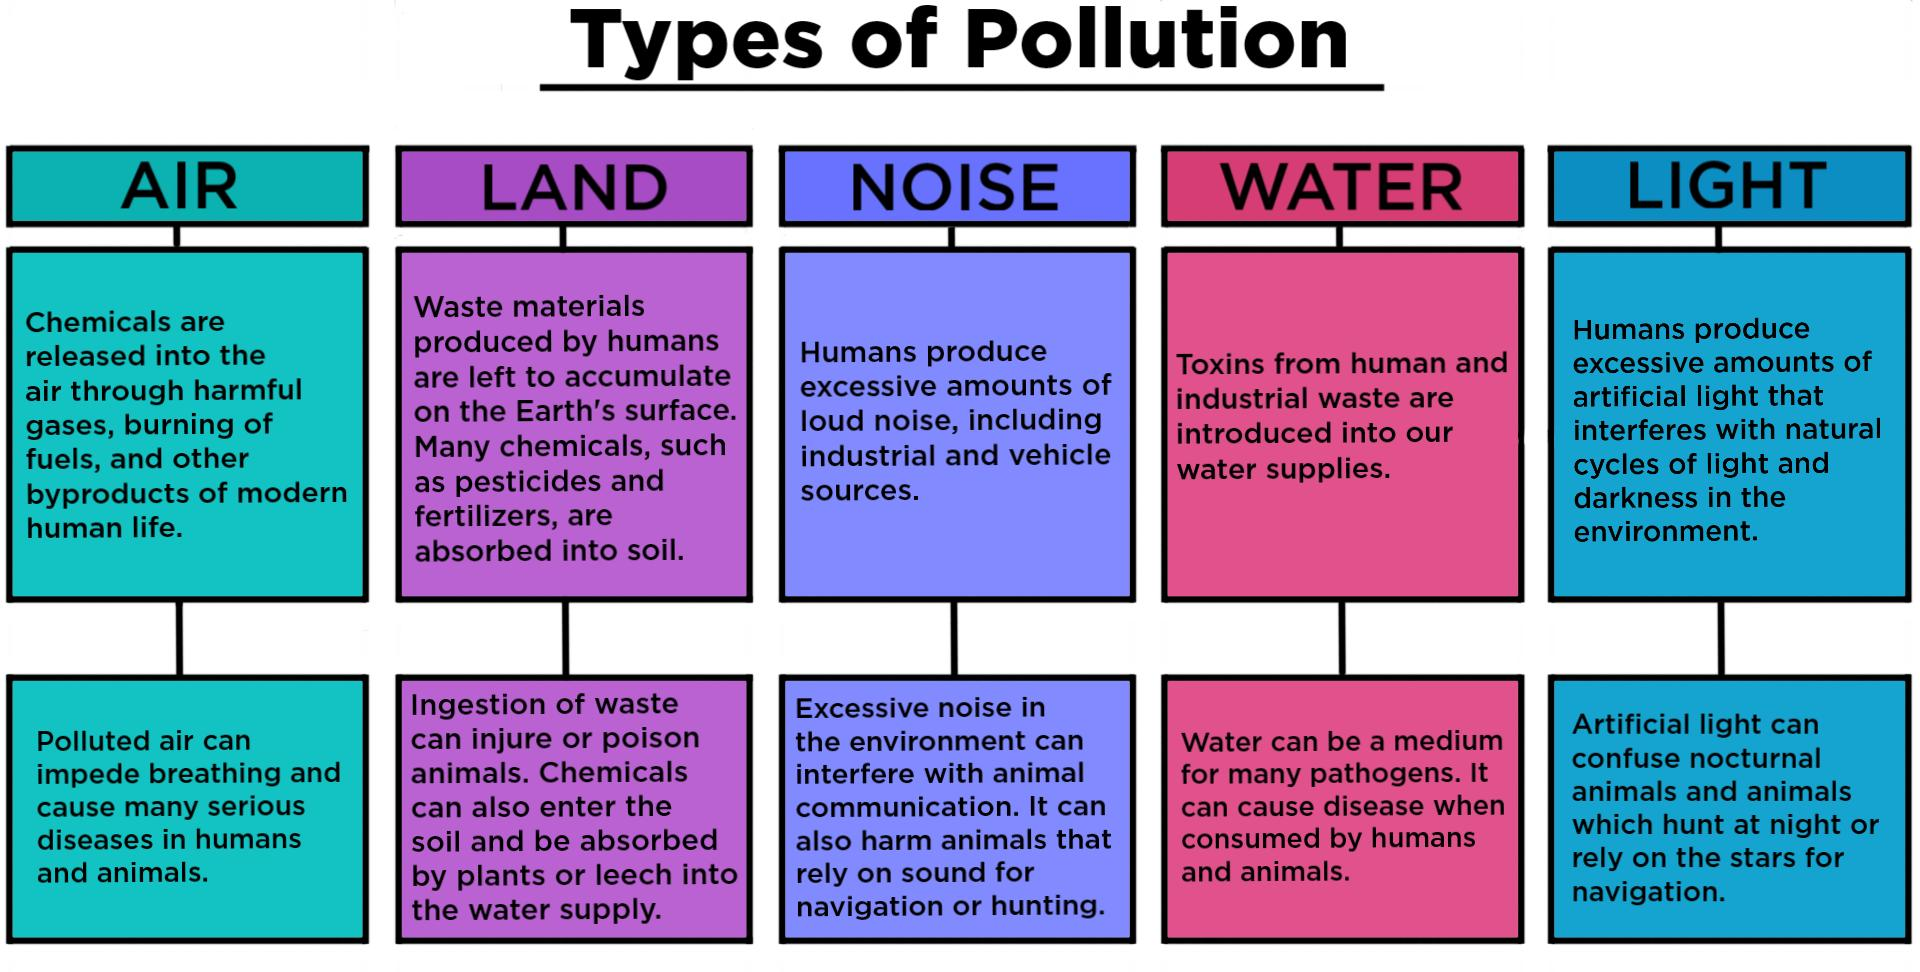 Types of Pollution
AIR
Chemicals are
released into the
air through harmful
gases, burning of
fuels, and other
byproducts of modern
human life.
Polluted air can
impede breathing and
cause many serious
diseases in humans
and animals.
LAND
Waste materials
produced by humans
are left to accumulate
on the Earth's surface.
Many chemicals, such
as pesticides and
fertilizers, are
absorbed into soil.
Ingestion of waste
can injure or poison
animals. Chemicals
can also enter the
soil and be absorbed
by plants or leech into
the water supply.
NOISE
Humans produce
excessive amounts of
loud noise, including
industrial and vehicle
sources.
Excessive noise in
the environment can
interfere with animal
communication. It can
also harm animals that
rely on sound for
navigation or hunting.
WATER
Toxins from human and
industrial waste are
introduced into our
water supplies.
Water can be a medium
for many pathogens. It
can cause disease when
consumed by humans
and animals.
LIGHT
Humans produce
excessive amounts of
artificial light that
interferes with natural
cycles of light and
darkness in the
environment.
Artificial light can
confuse nocturnal
animals and animals
which hunt at night or
rely on the stars for
navigation.